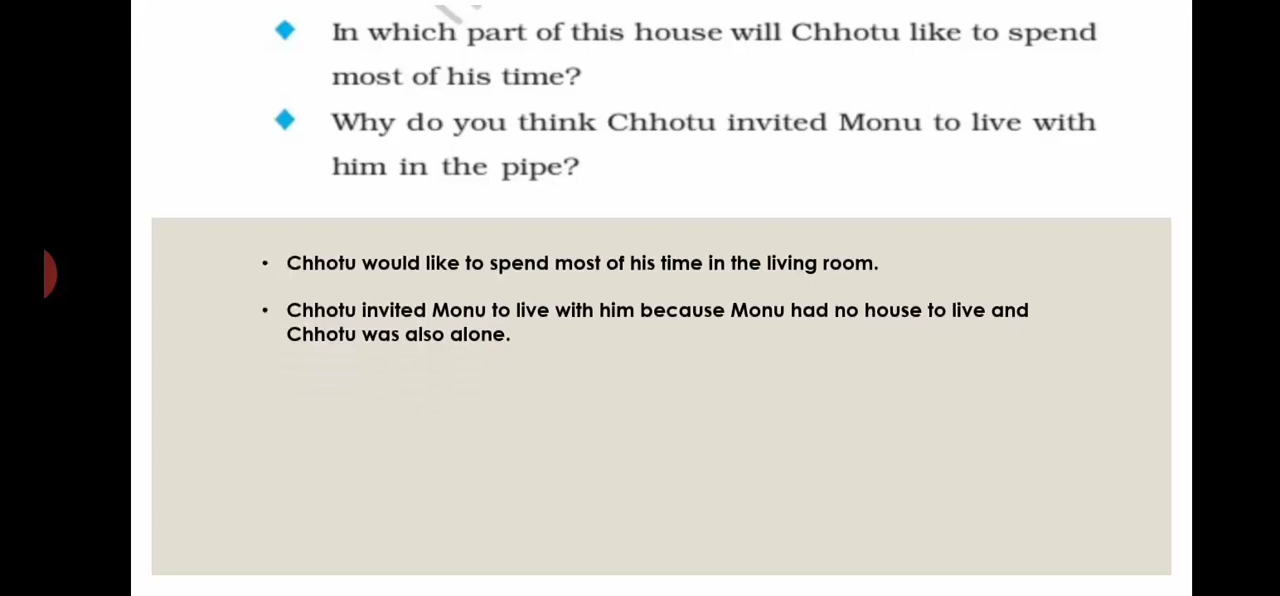 In which part of this house will Chhotu like to spend
most of his time?
Why do you think Chhotu invited Monu to live with
him in the pipe?
• Chhotu would like to spend most of his time in the living room.
• Chhotu invited Monu to live with him because Monu had no house to live and
Chhotu was also alone.